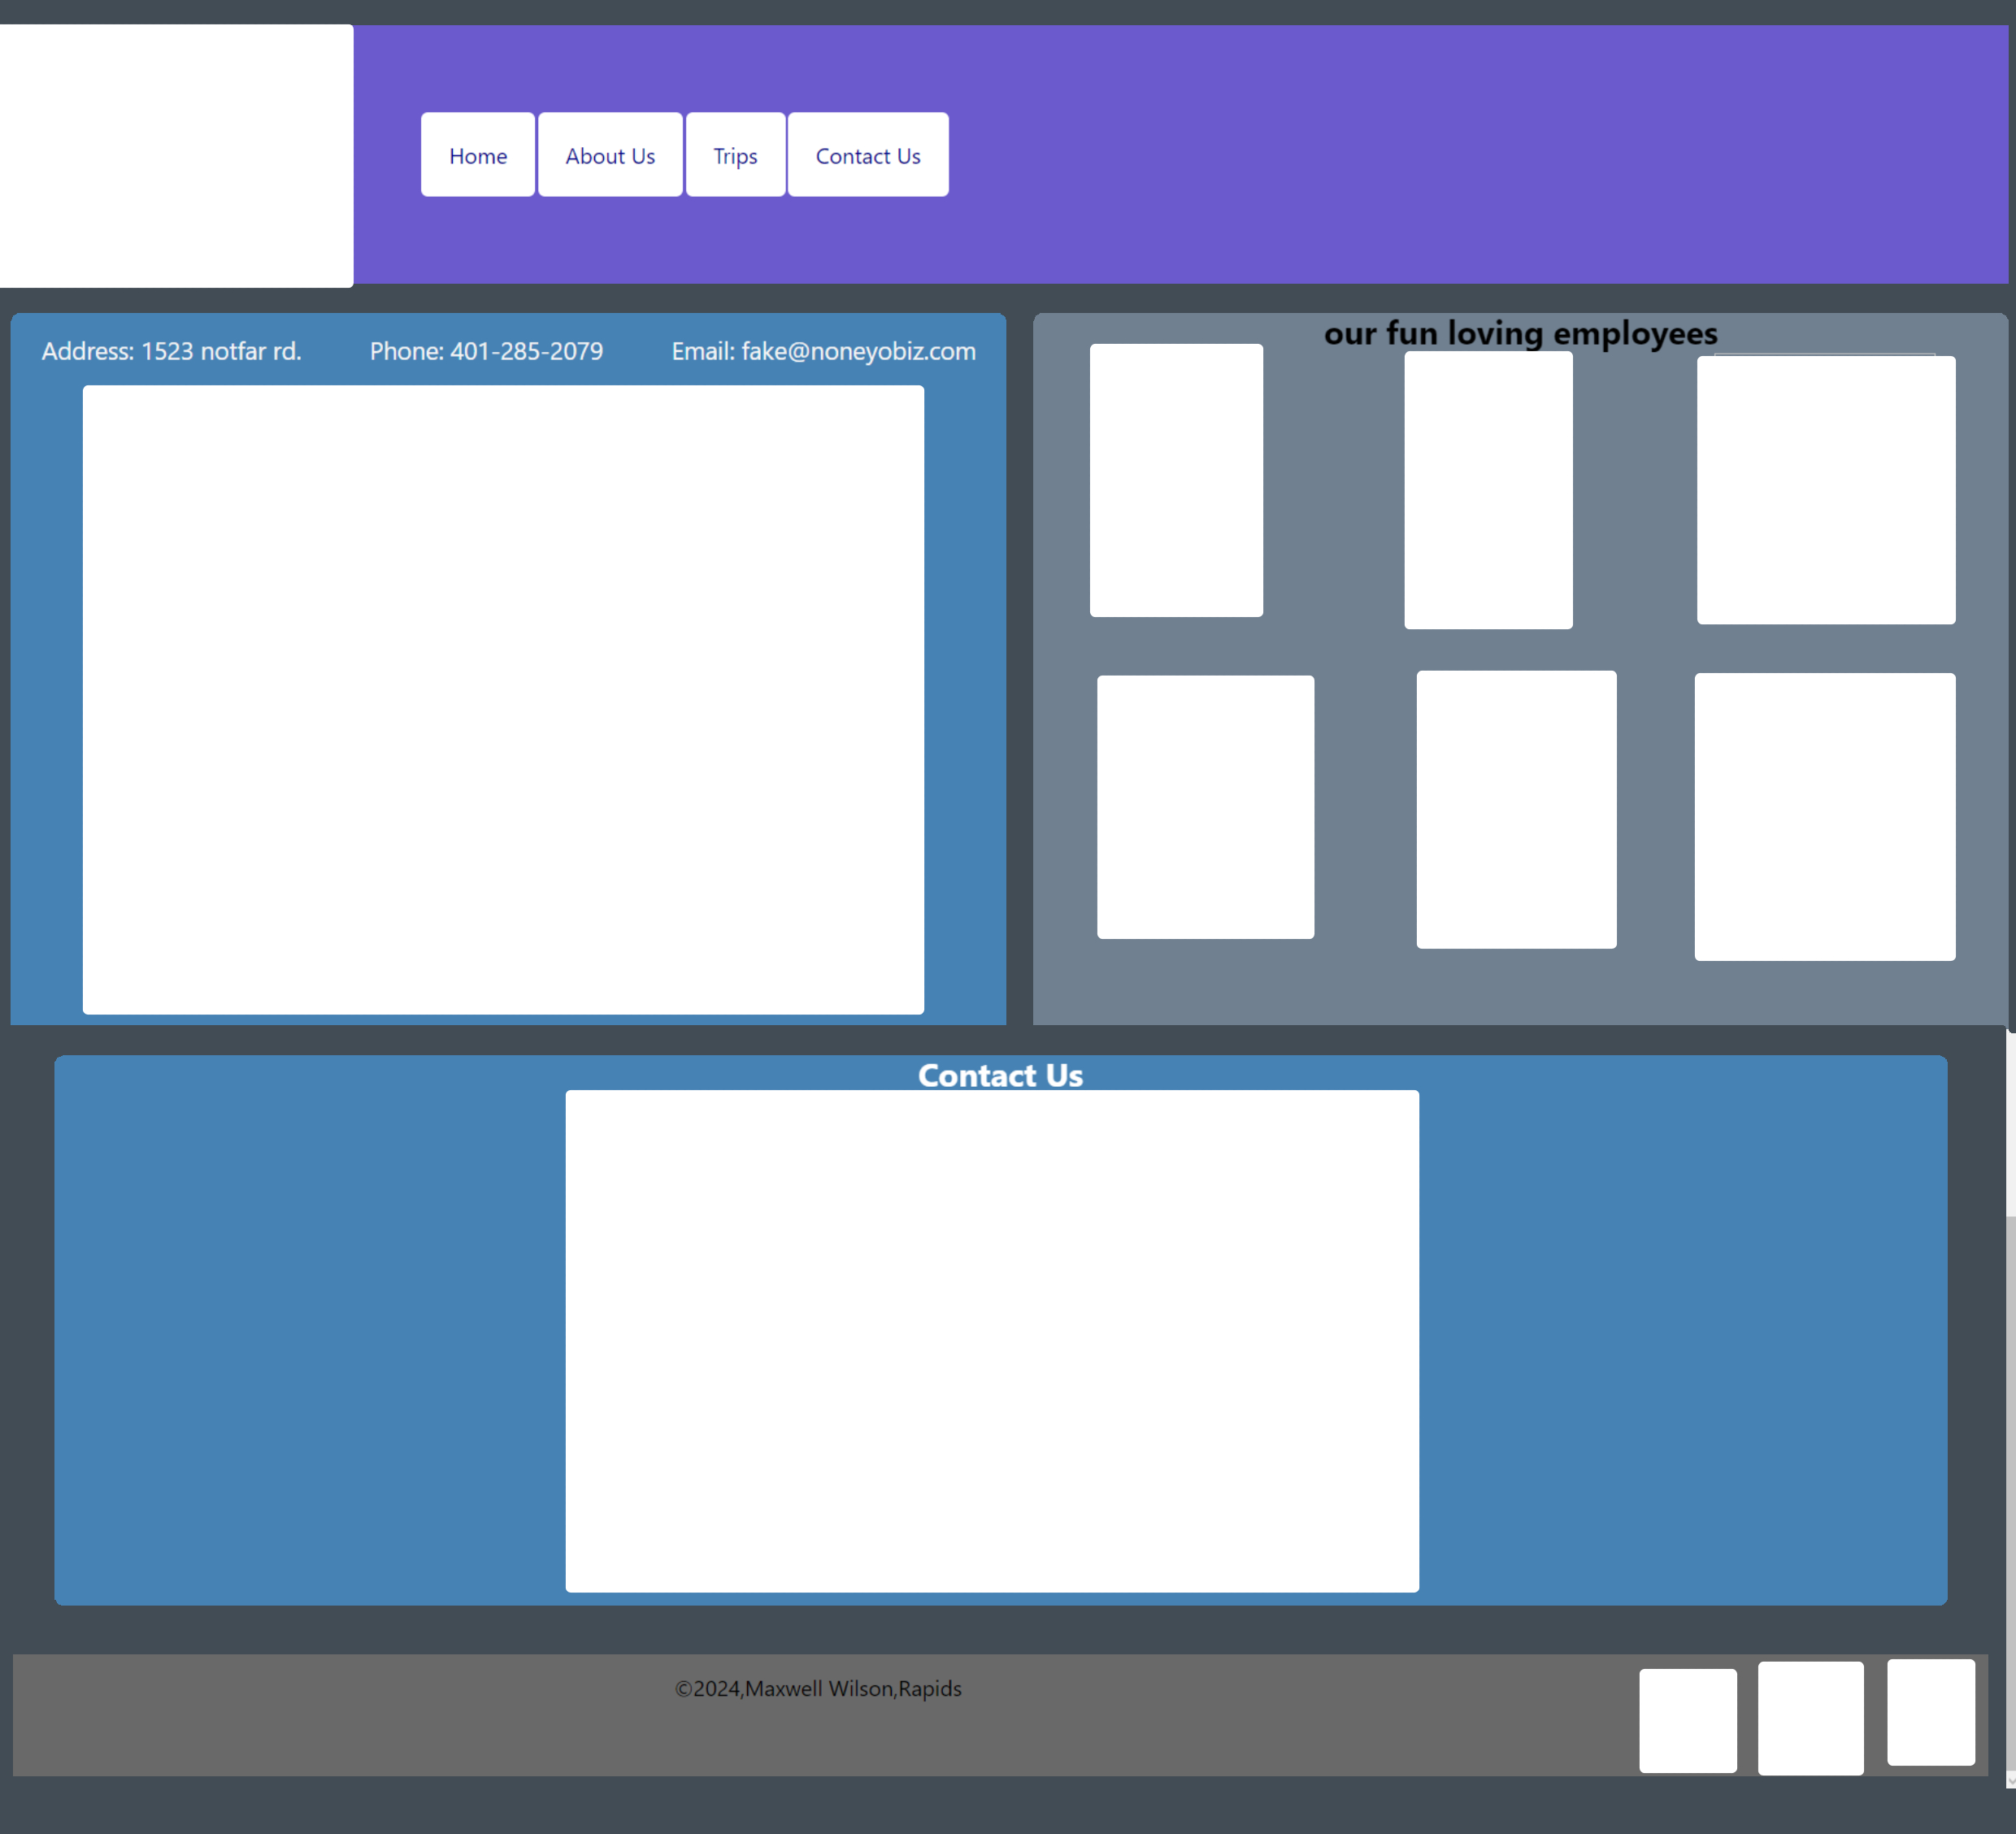 Home About Us Trips Contact Us
Address: 1523 notfar rd. Phone: 401-285-2079 Email: fake@noneyobiz.com
our fun loving employees
Contact Us
©2024,Maxwell Wilson,Rapids